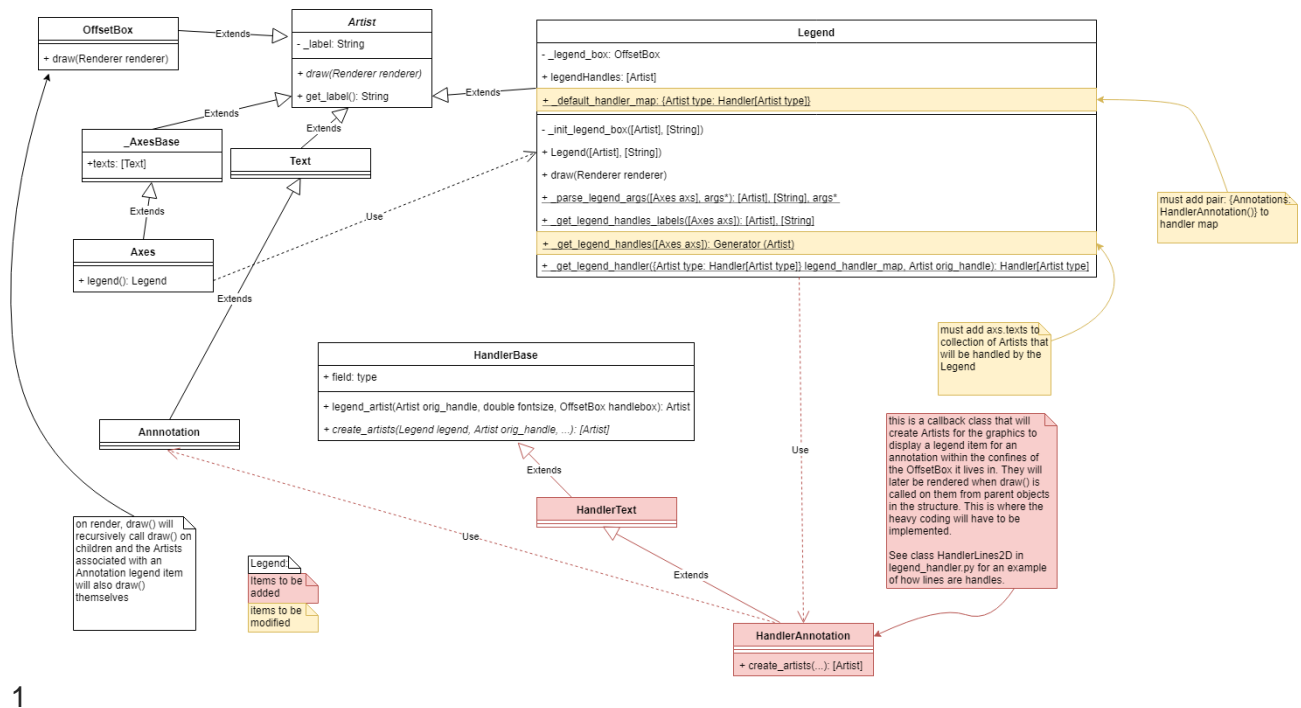 OffsetBox
+ draw(Renderer renderer)
Extends
Artist
- _label: String
+ draw(Renderer renderer)
+ get_label(): String
Extends
Legend
- _legend_box: OffsetBox
+ legendHandles: [Artist]
+ _default_handler_map: {Artist type: Handler[Artist type]}
- _init_legend_box([Artist], [String])
+ Legend([Artist], [String])
+ draw(Renderer renderer)
+ _parse_legend_args([Axes axs], args*): [Artist], [String], args*
+ _get_legend_handles_labels([Axes axs]): [Artist], [String]
+ _get_legend_handles([Axes axs]): Generator (Artist)
+ _get_legend_handler({Artist type: Handler[Artist type]} legend_handler_map, Artist orig_handle): Handler[Artist type]
must add pair: {Annotations:
HandlerAnnotation()} to
handler map
Extends
Extends
_AxesBase
+texts: [Text]
Text
Extends
Use
Axes
+ legend(): Legend
Extends
must add axs.texts to
collection of Artists that
will be handled by the
Legend
HandlerBase
+ field: type
+ legend_artist(Artist orig_handle, double fontsize, OffsetBox handlebox): Artist
+ create_artists(Legend legend, Artist orig_handle, ...): [Artist]
Annnotation
Use
Extends
this is a callback class that will
create Artists for the graphics to
display a legend item for an
annotation within the confines of
the OffsetBox it lives in. They will
later be rendered when draw() is
called on them from parent objects
in the structure. This is where the
heavy coding will have to be
implemented.
See class HandlerLines2D in
legend_handler.py for an example
of how lines are handles.
HandlerText
Use
on render, draw() will
recursively call draw() on
children and the Artists
associated with an
Annotation legend item
will also draw()
themselves
Legend:
Items to be
added
items to be
modified
Extends
HandlerAnnotation
+ create_artists(...): [Artist]
1